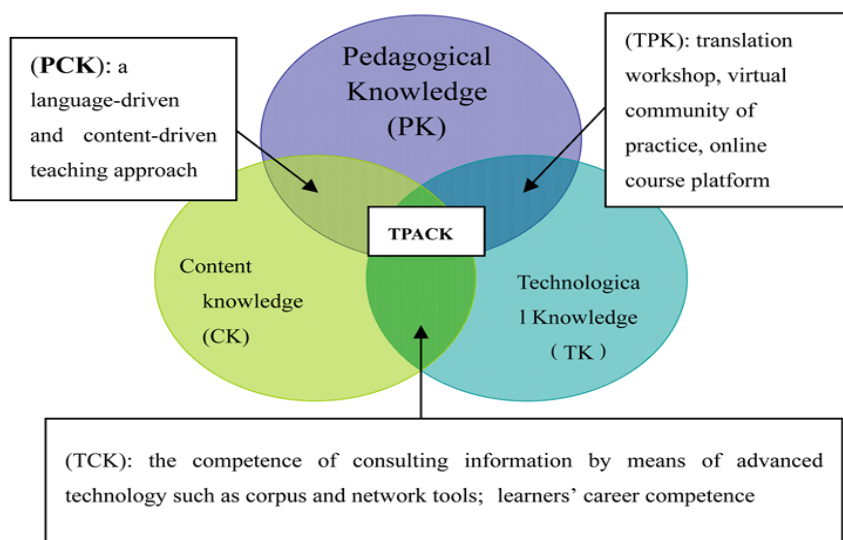 Pedagogical
Knowledge
(PK)
(PCK): a
language-driven
and content-driven
teaching approach
(TPK): translation
workshop, virtual
community of
practice, online
course platform
TPACK
Content
knowledge
(CK)
Technologica
l Knowledge
( TK )
(TCK): the competence of consulting information by means of advanced
technology such as corpus and network tools; learners’ career competence